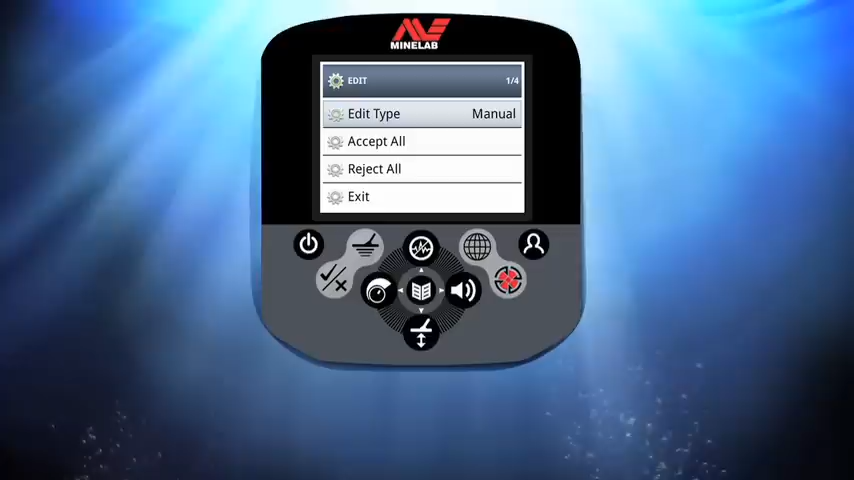 MINELAB
EDIT 1/4
Edit Type Manual
Accept All
Reject All
Exit